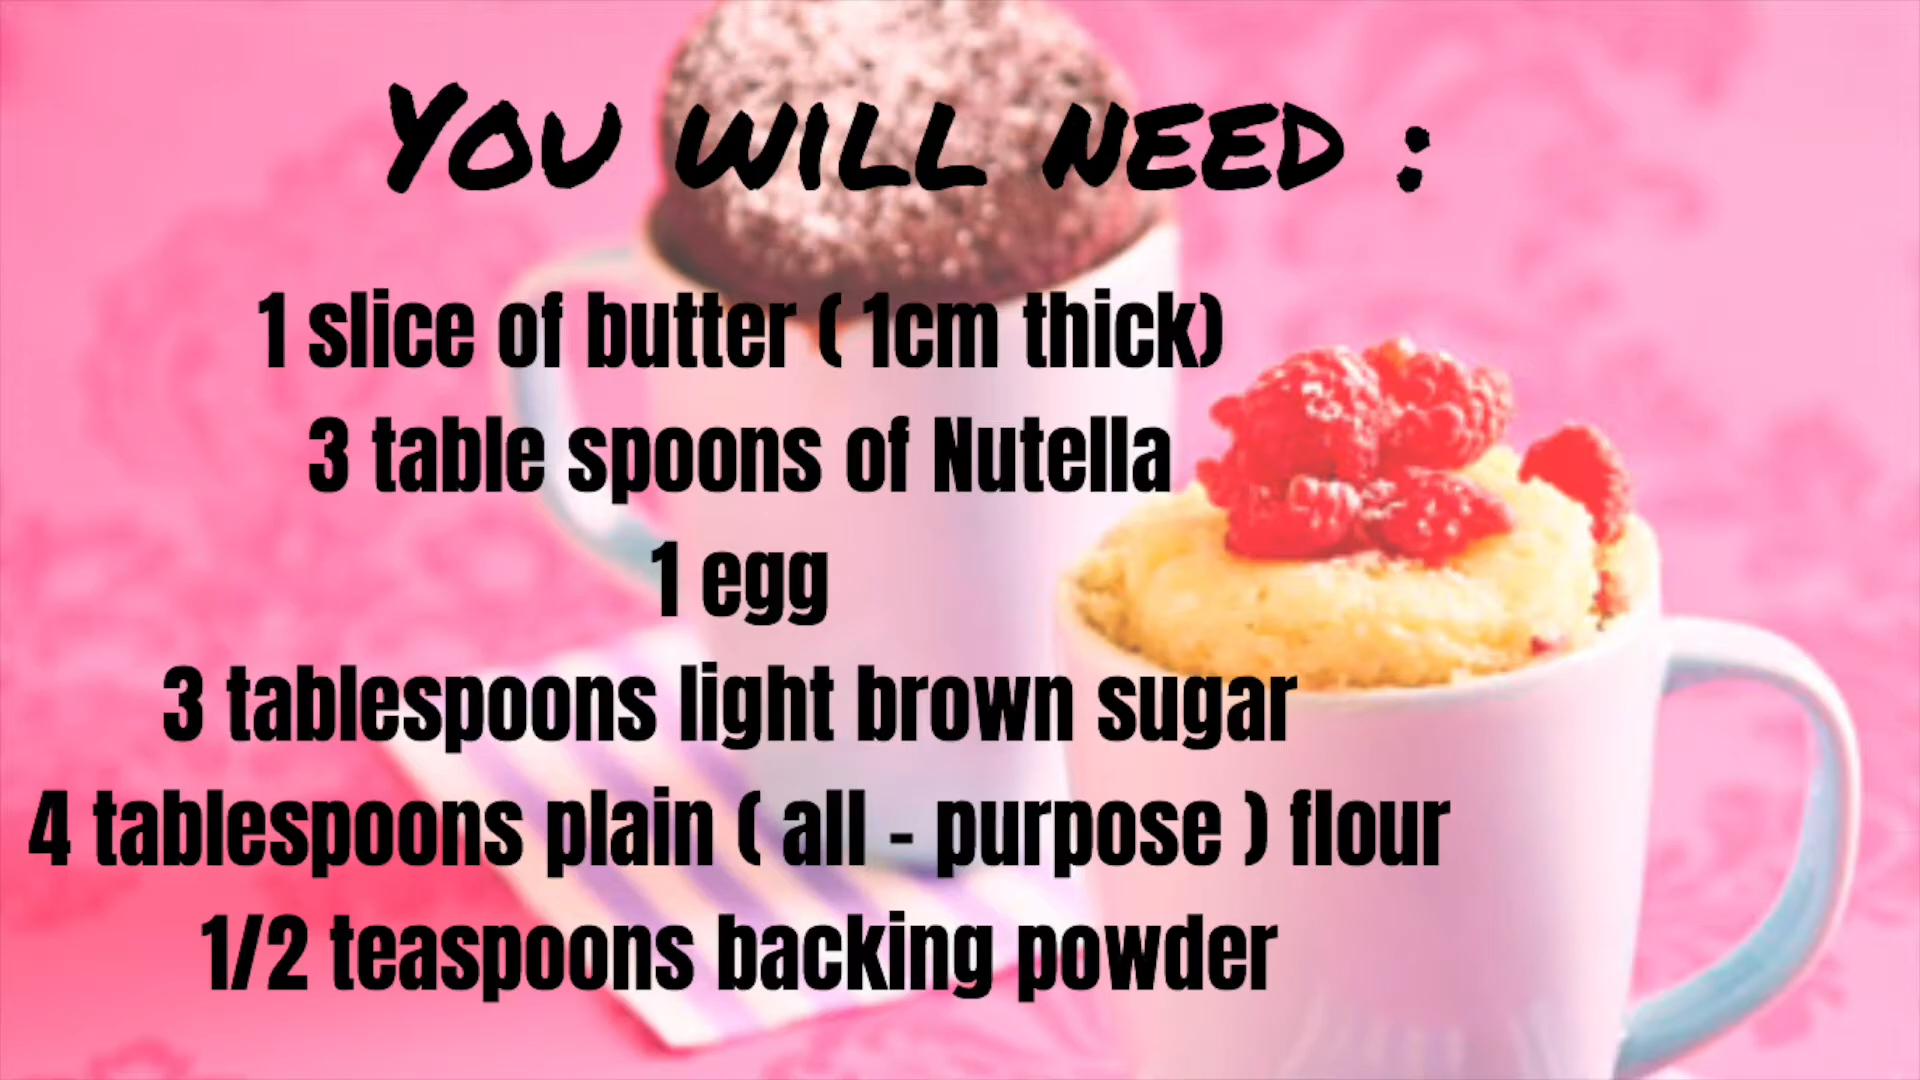 You will need :
1 slice of butter ( 1cm thick)
3 table spoons of Nutella
1 egg
3 tablespoons light brown sugar
4 tablespoons plain ( all - purpose ) flour
1/2 teaspoons backing powder